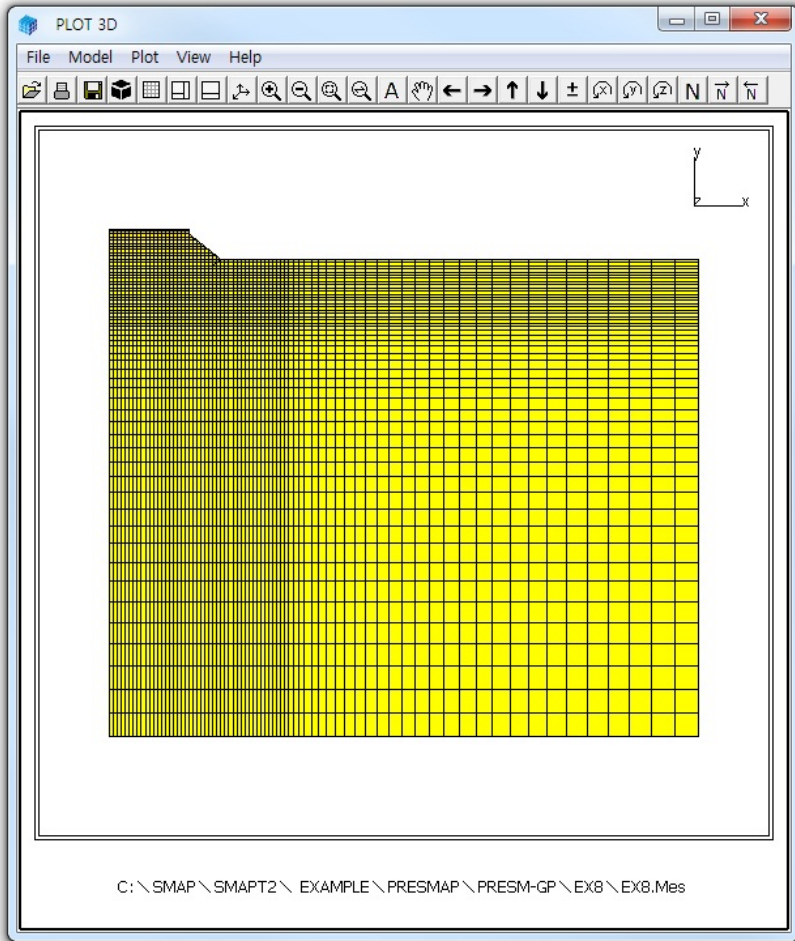 PLOT 3D
File Model Plot View Help
A N N N
y
z x
C:\SMAP\SMAPT2\ EXAMPLE\PRESMAP\PRESM-GP\EX8\EX8.Mes